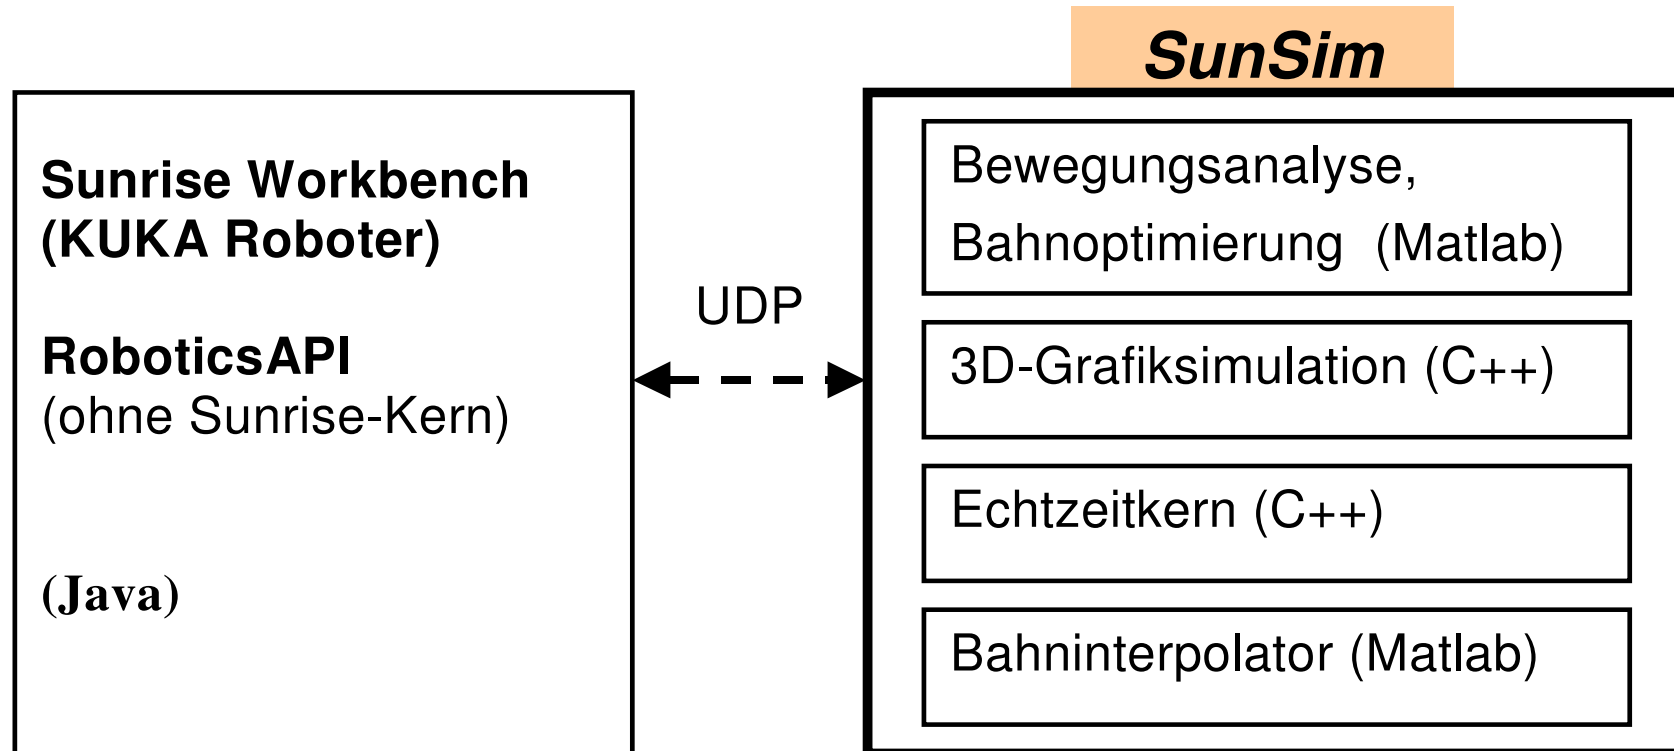 SunSim
Sunrise Workbench
(KUKA Roboter)
RoboticsAPI
(ohne Sunrise-Kern)
(Java)
UDP
Bewegungsanalyse,
Bahnoptimierung (Matlab)
3D-Grafiksimulation (C++)
Echtzeitkern (C++)
Bahninterpolator (Matlab)